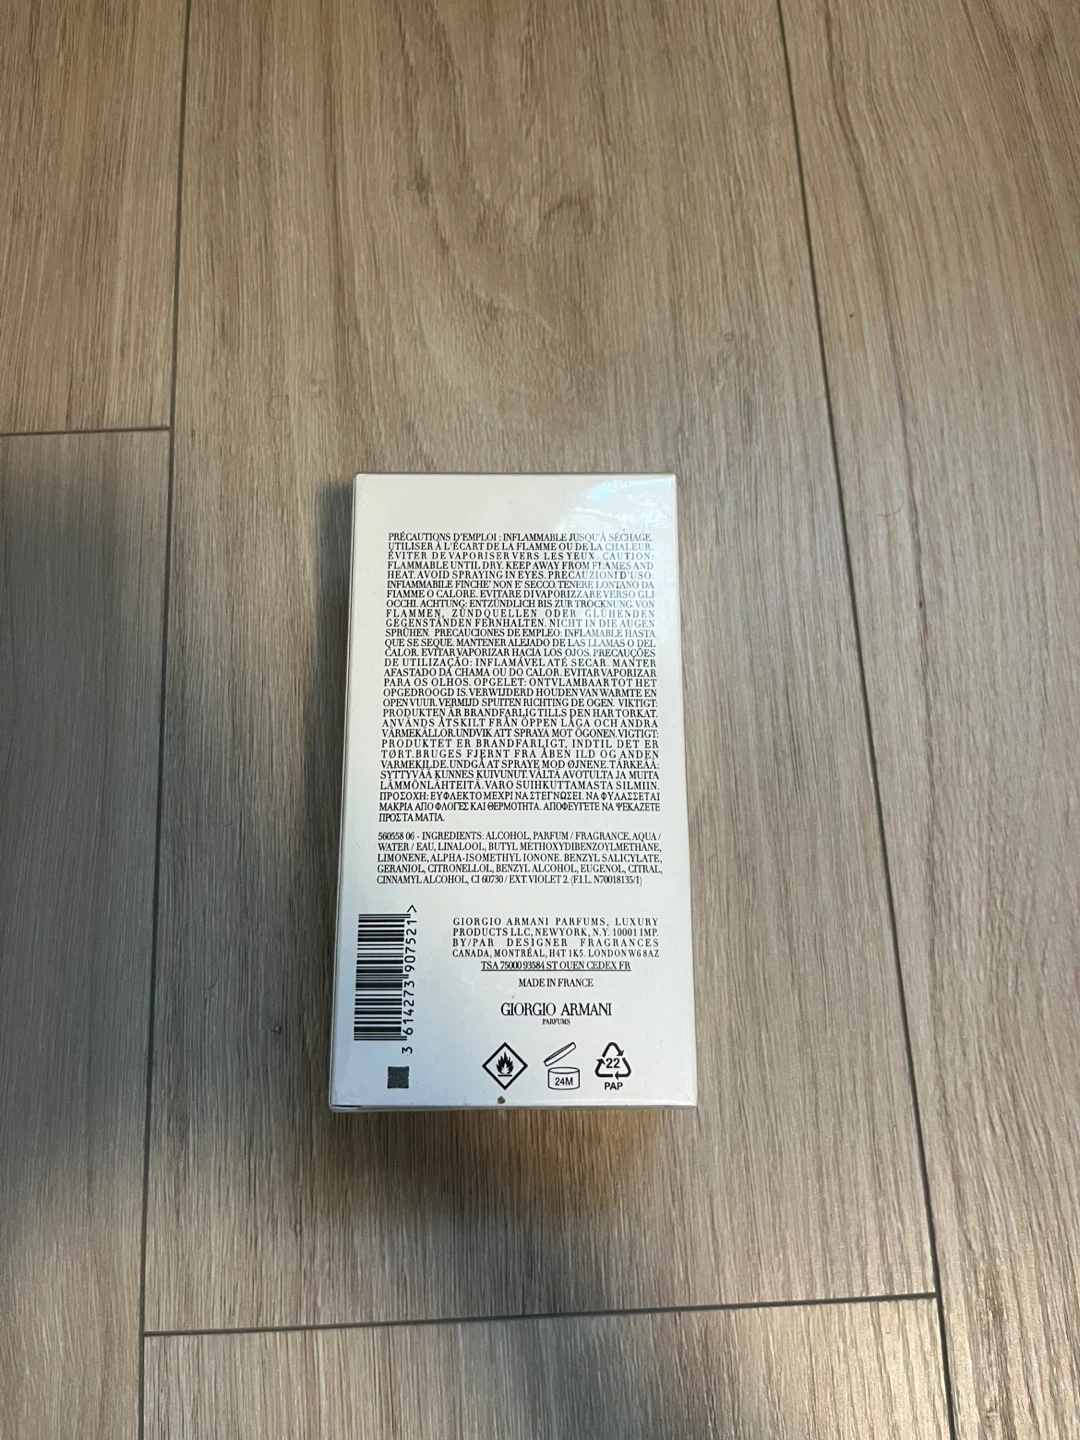 PRÉCAUTIONS D'EMPLOI : INFLAMMABLE JUSQU'À SÉCHAGE.
UTILISER À L'ÉCART DE LA FLAMME OU DE LA CHALEUR.
ÉVITER DE VAPORISER VERS LES YEUX. CAUTION:
FLAMMABLE UNTIL DRY. KEEP AWAY FROM FLAMES AND
HEAT. AVOID SPRAYING IN EYES. PRECAUZIONI D'USO:
INFIAMMABILE FINCHE' NON E' SECCO. TENERE LONTANO DA
FIAMME O CALORE. EVITARE DI VAPORIZZARE VERSO GLI
OCCHI. ACHTUNG: ENTZÜNDLICH BIS ZUR TROCKNUNG. VON
FLAMMEN, ZÜNDQUELLEN ODER GLÜHENDEN
GEGENSTÄNDEN FERNHALTEN. NICHT IN DIE AUGEN
SPRÜHEN. PRECAUCIONES DE EMPLEO: INFLAMABLE HASTA
QUE SE SEQUE. MANTENER ALEJADO DE LAS LLAMAS O DEL
CALOR. EVITAR VAPORIZAR HACIA LOS OJOS. PRECAUÇÕES
DE UTILIZAÇÃO: INFLAMÁVEL ATÉ SECAR. MANTER
AFASTADO DA CHAMA OU DO CALOR. EVITAR VAPORIZAR
PARA OS OLHOS. OPGELET: ONTVLAMBAAR TOT HET
OPGEDROOGD IS. VERWIJDERD HOUDEN VAN WARMTE EN
OPEN VUUR. VERMIJD SPUITEN RICHTING DE OGEN. VIKTIGT:
PRODUKTEN ÄR BRANDFARLIG TILLS DEN HAR TORKAT.
ANVÄNDS ÅTSKILT FRÅN ÖPPEN LÅGA OCH ANDRA
VÄRMEKÄLLOR. UNDVIK ATT SPRAYA MOT ÖGONEN. VIGTIGT:
PRODUKTET ER BRANDFARLIGT, INDTIL DET ER
TØRT. BRUGES FJERNT FRA ÅBEN ILD OG ANDEN
VARMEKILDE. UNDGÅ AT SPRAYE MOD ØJNENE. TÄRKEÄÄ:
SYTTYVÄÄ KUNNES KUIVUNUT. VÄLTÄ AVOTULTA JA MUITA
LÄMMÖNLÄHTEITÄ. VARO SUIHKUTTAMASTA SILMIIN.
ΠΡΟΣΟΧΗ: ΕΥΦΛΕΚΤΟ ΜΕΧΡΙ ΝΑ ΣΤΕΓΝΩΣΕΙ. ΝΑ ΦΥΛΑΣΣΕΤΑΙ
ΜΑΚΡΙΑ ΑΠΟ ΦΛΟΓΕΣ ΚΑΙ ΘΕΡΜΟΤΗΤΑ. ΑΠΟΦΕΥΓΕΤΕ ΝΑ ΨΕΚΑΖΕΤΕ
ΠΡΟΣ ΤΑ ΜΑΤΙΑ.
560558 06 - INGREDIENTS: ALCOHOL, PARFUM / FRAGRANCE, AQUA /
WATER / EAU, LINALOOL, BUTYL METHOXYDIBENZOYLMETHANE,
LIMONENE, ALPHA-ISOMETHYL IONONE. BENZYL SALICYLATE,
GERANIOL, CITRONELLOL, BENZYL ALCOHOL, EUGENOL, CITRAL,
CINNAMYL ALCOHOL, CI 60730 / EXT. VIOLET 2. (F.I.L. N70018135/1)
GIORGIO ARMANI PARFUMS, LUXURY
PRODUCTS LLC, NEW YORK, N.Y. 10001 IMP.
BY/PAR DESIGNER FRAGRANCES
CANADA, MONTRÉAL, H4T 1K5. LONDON W6 8AZ
TSA 75000 93584 ST OUEN CEDEX FR
MADE IN FRANCE
GIORGIO ARMANI
PARFUMS
3 614273 907521 >
24M
22
PAP